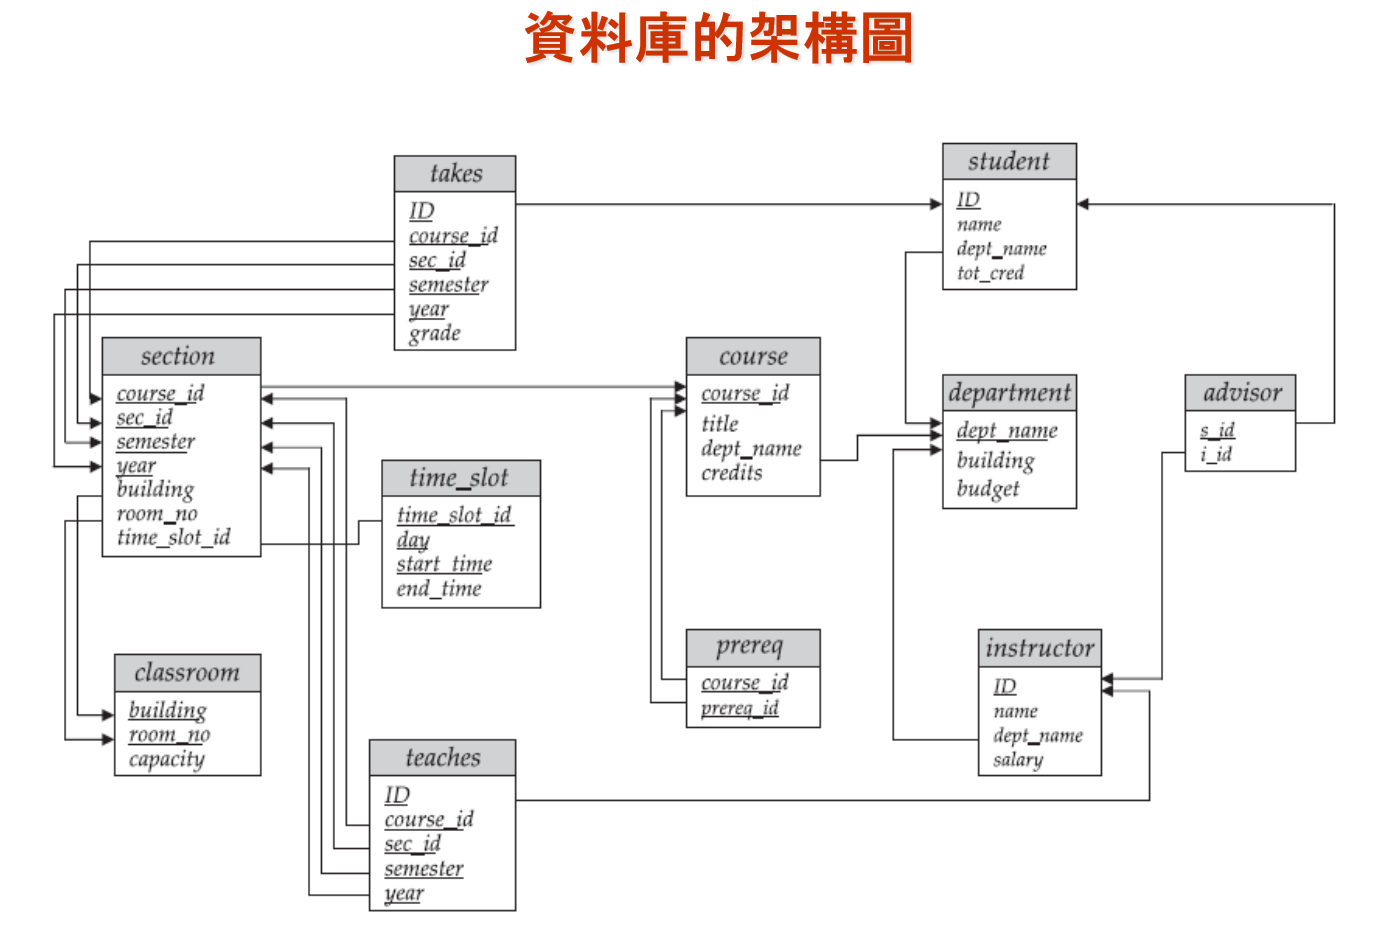 資料庫的架構圖
takes
ID
course_id
sec_id
semester
year
grade
student
ID
name
dept_name
tot_cred
section
course_id
sec_id
semester
year
building
room_no
time_slot_id
course
course_id
title
dept_name
credits
department
dept_name
building
budget
advisor
s_id
i_id
time_slot
time_slot_id
day
start_time
end_time
prereq
course_id
prereq_id
instructor
ID
name
dept_name
salary
classroom
building
room_no
capacity
teaches
ID
course_id
sec_id
semester
year